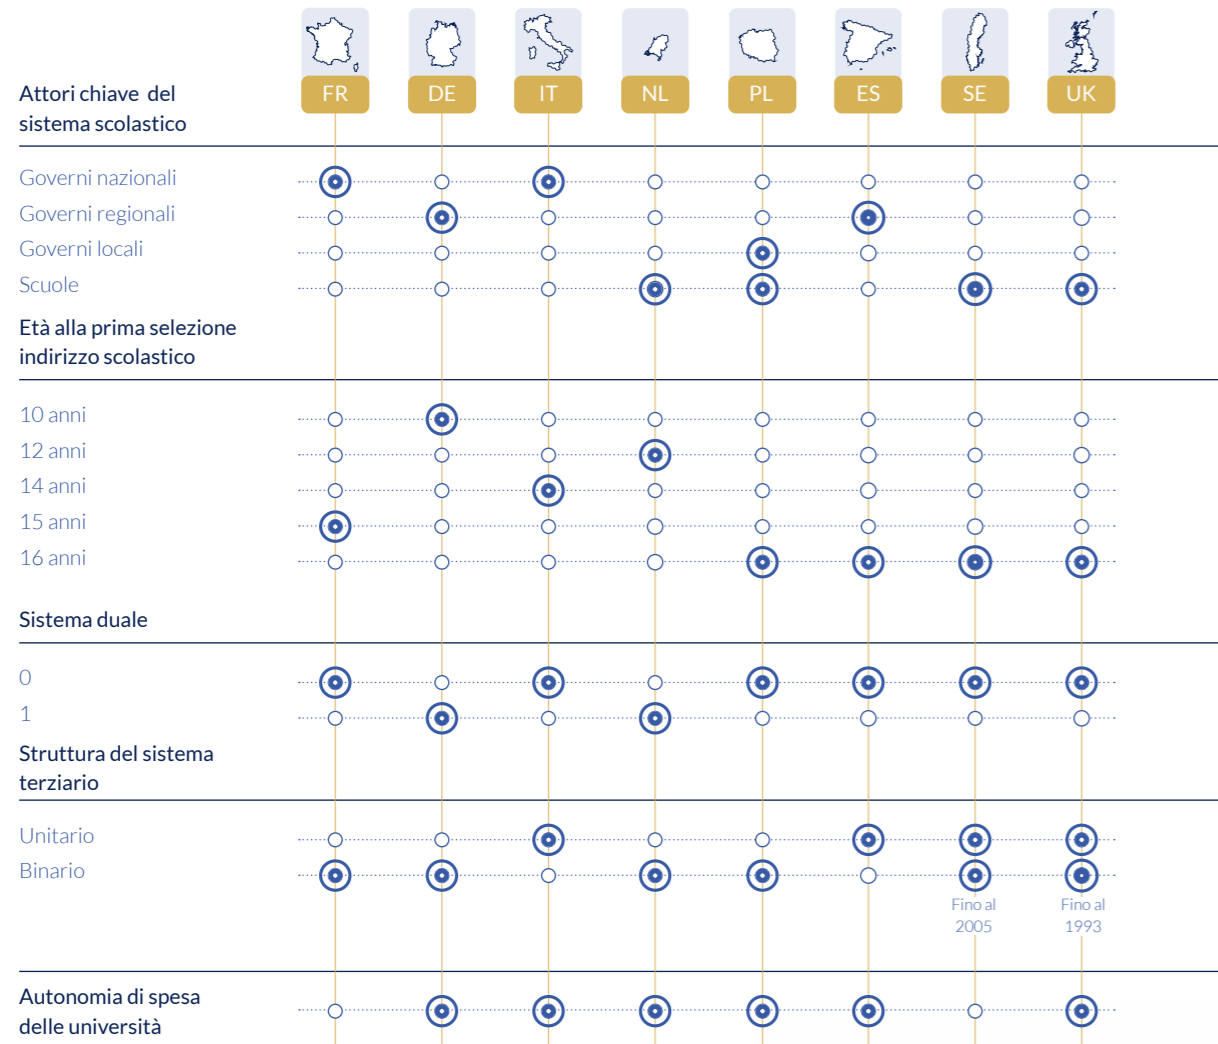 FR DE IT NL PL ES SE UK
Attori chiave del
sistema scolastico
Governi nazionali
Governi regionali
Governi locali
Scuole
Età alla prima selezione
indirizzo scolastico
10 anni
12 anni
14 anni
15 anni
16 anni
Sistema duale
0
1
Struttura del sistema
terziario
Unitario
Binario
Fino al Fino al
2005 1993
Autonomia di spesa
delle università